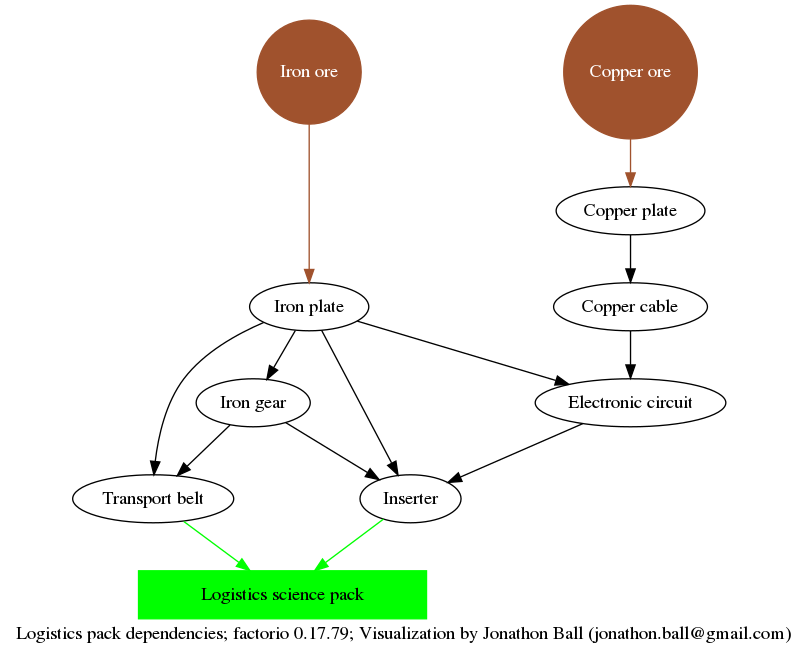 Iron ore
Copper ore
Copper plate
Iron plate
Copper cable
Iron gear
Electronic circuit
Transport belt
Inserter
Logistics science pack
Logistics pack dependencies; factorio 0.17.79; Visualization by Jonathon Ball (jonathon.ball@gmail.com)